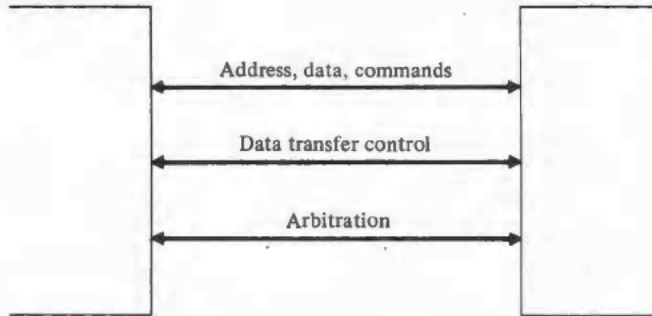 Address, data, commands
Data transfer control
Arbitration